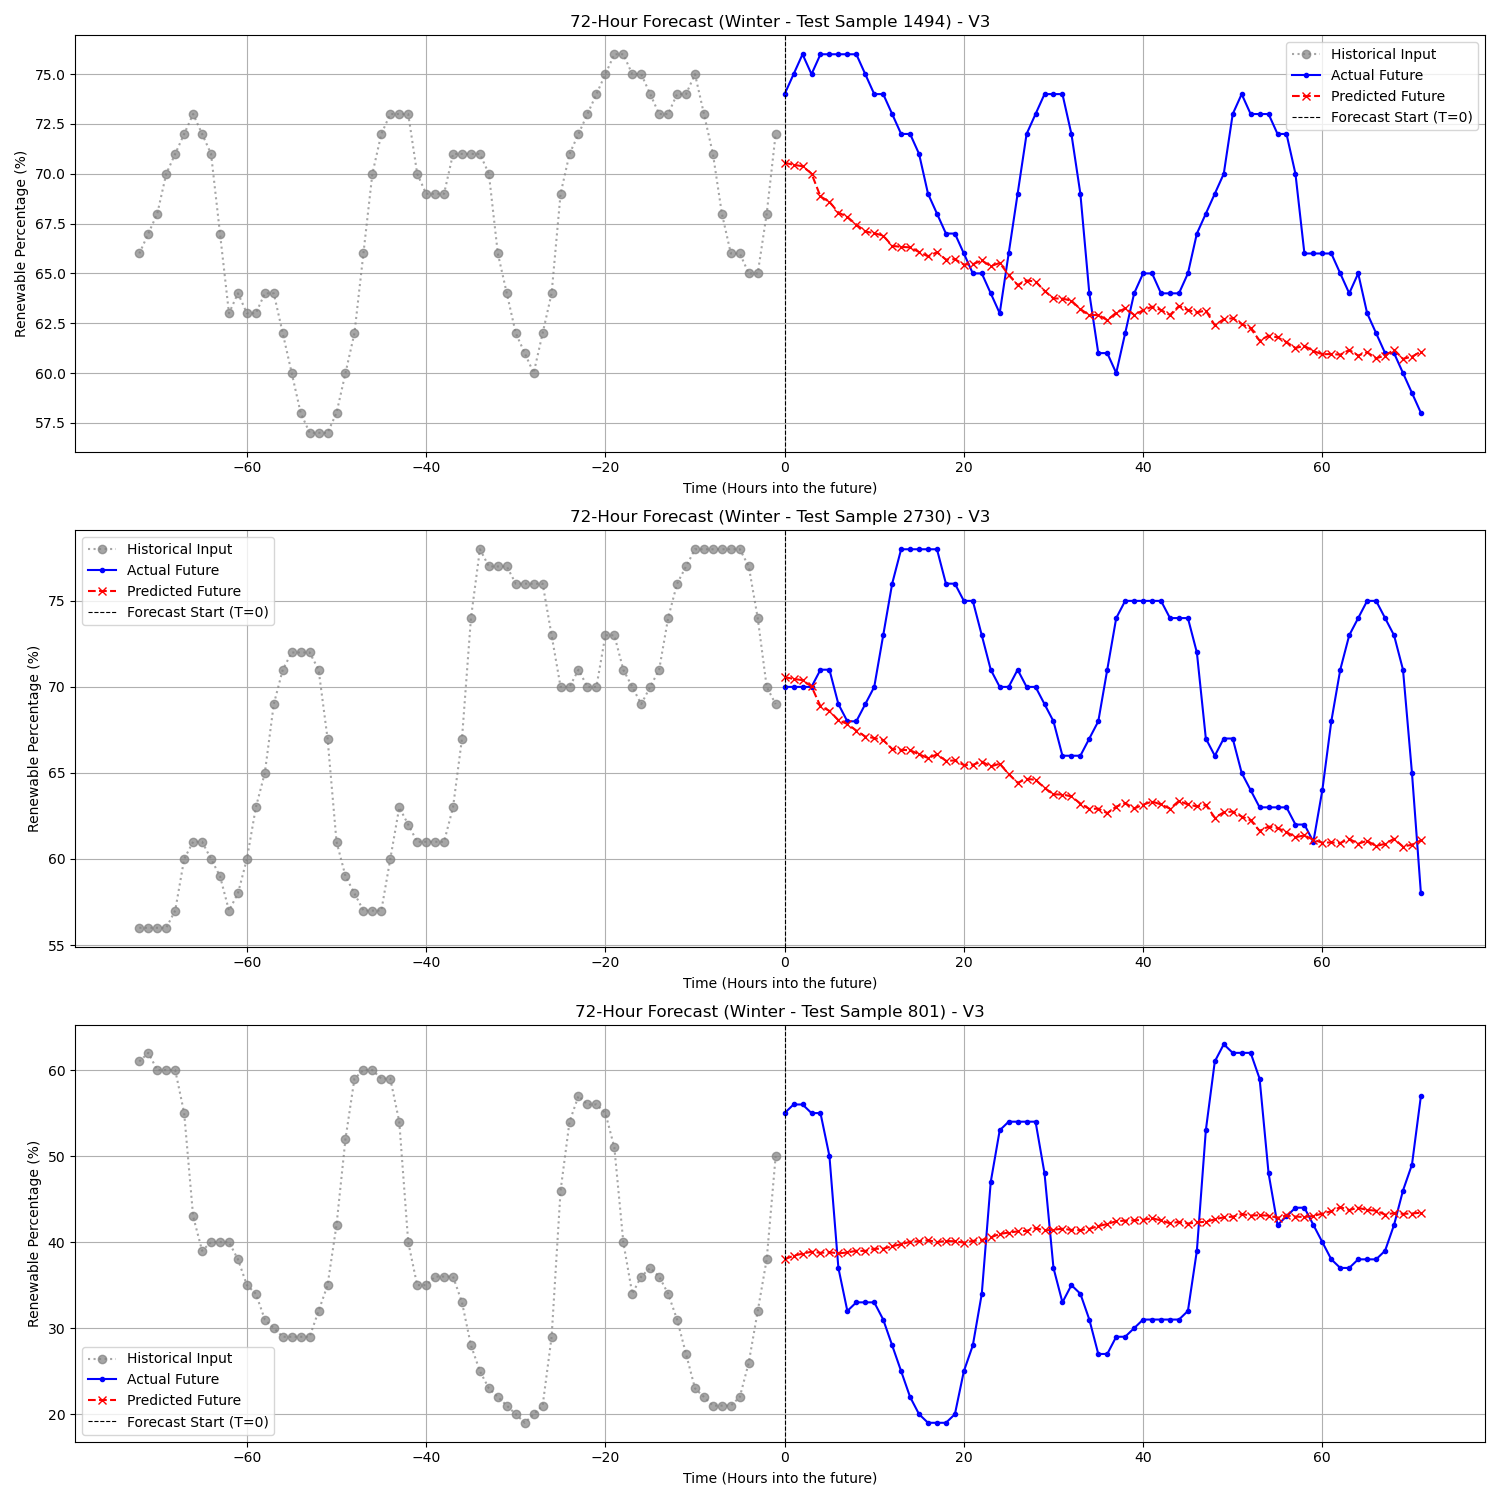 72-Hour Forecast (Winter - Test Sample 1494) - V3
Renewable Percentage (%)
75.0
72.5
70.0
67.5
65.0
62.5
60.0
57.5
Historical Input
Actual Future
Predicted Future
Forecast Start (T=0)
−60 −40 −20 0 20 40 60
Time (Hours into the future)
72-Hour Forecast (Winter - Test Sample 2730) - V3
Renewable Percentage (%)
75
70
65
60
55
Historical Input
Actual Future
Predicted Future
Forecast Start (T=0)
−60 −40 −20 0 20 40 60
Time (Hours into the future)
72-Hour Forecast (Winter - Test Sample 801) - V3
Renewable Percentage (%)
60
50
40
30
20
Historical Input
Actual Future
Predicted Future
Forecast Start (T=0)
−60 −40 −20 0 20 40 60
Time (Hours into the future)